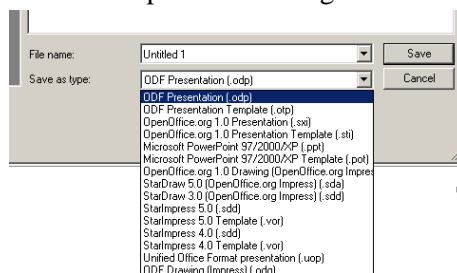 File name:
Untitled 1
Save
Save as type:
ODF Presentation (.odp)
Cancel
ODF Presentation (.odp)
ODF Presentation Template (.otp)
OpenOffice.org 1.0 Presentation (.sxi)
OpenOffice.org 1.0 Presentation Template (.sti)
Microsoft PowerPoint 97/2000/XP (.ppt)
Microsoft PowerPoint 97/2000/XP Template (.pot)
OpenOffice.org 1.0 Drawing (OpenOffice.org Impres
StarDraw 5.0 (OpenOffice.org Impress) (.sda)
StarDraw 3.0 (OpenOffice.org Impress) (.sdd)
StarImpress 5.0 (.sdd)
StarImpress 5.0 Template (.vor)
StarImpress 4.0 (.sdd)
StarImpress 4.0 Template (.vor)
Unified Office Format presentation (.uop)
ODF Drawing (Impress) (.odg)